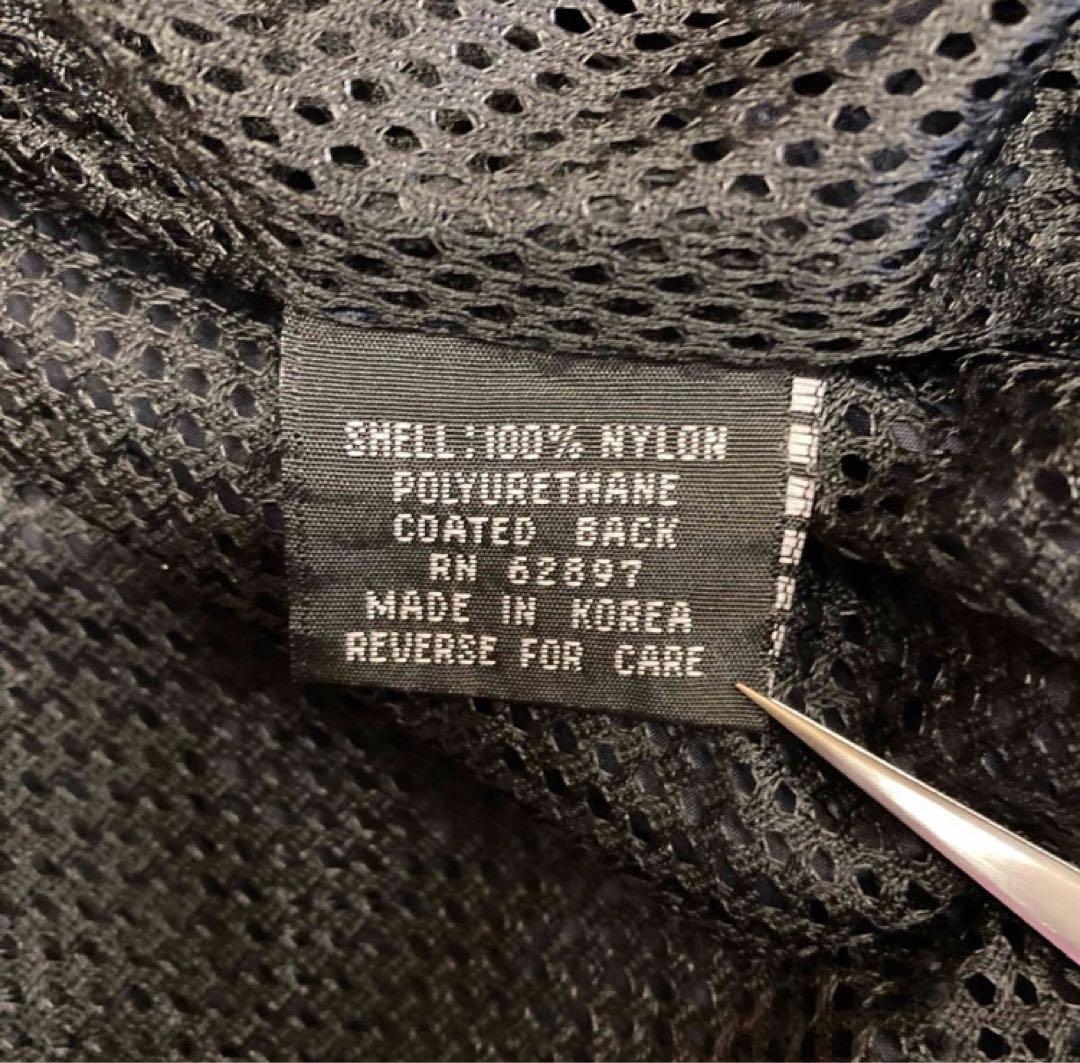 SHELL:100% NYLON
POLYURETHANE
COATED BACK
RN 62897
MADE IN KOREA
REVERSE FOR CARE